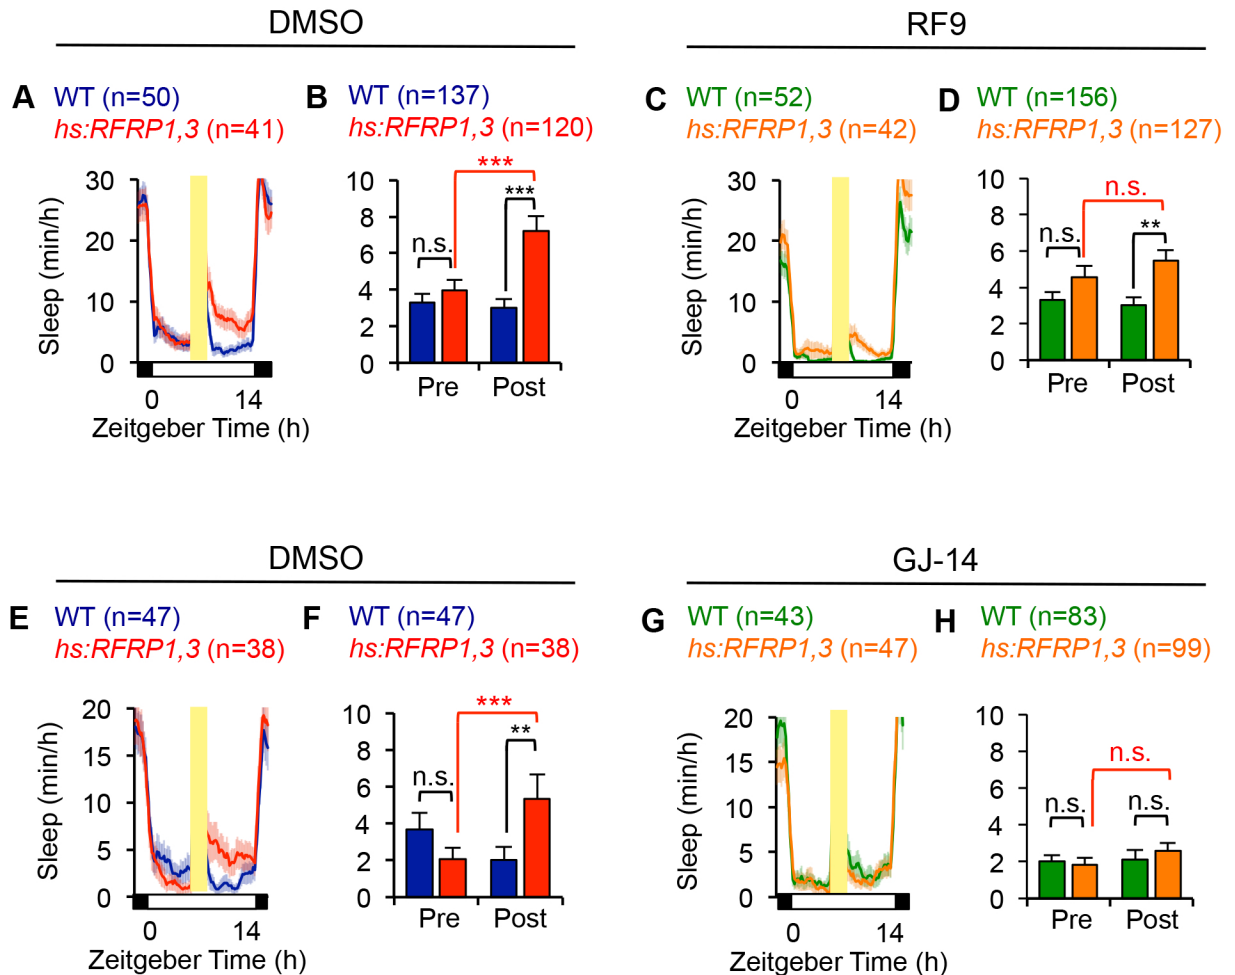 DMSO
RF9
A WT (n=50)
hs:RFRP1,3 (n=41)
B WT (n=137)
hs:RFRP1,3 (n=120)
C WT (n=52)
hs:RFRP1,3 (n=42)
D WT (n=156)
hs:RFRP1,3 (n=127)
Sleep (min/h)
30
20
10
0
0 14
Zeitgeber Time (h)
10
8
6
4
2
0
n.s.
***
***
Pre Post
Sleep (min/h)
30
20
10
0
0 14
Zeitgeber Time (h)
10
8
6
4
2
0
n.s.
n.s.
**
Pre Post
DMSO
GJ-14
E WT (n=47)
hs:RFRP1,3 (n=38)
F WT (n=47)
hs:RFRP1,3 (n=38)
G WT (n=43)
hs:RFRP1,3 (n=47)
H WT (n=83)
hs:RFRP1,3 (n=99)
Sleep (min/h)
20
15
10
5
0
0 14
Zeitgeber Time (h)
10
8
6
4
2
0
n.s.
***
**
Pre Post
Sleep (min/h)
20
15
10
5
0
0 14
Zeitgeber Time (h)
10
8
6
4
2
0
n.s.
n.s.
n.s.
Pre Post